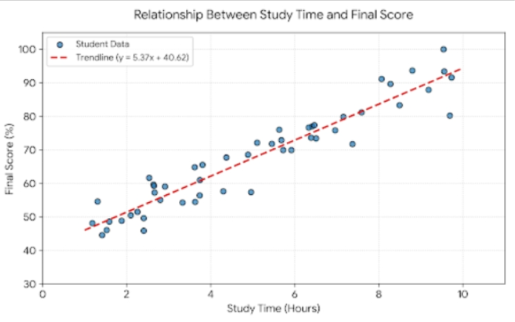 Relationship Between Study Time and Final Score
Student Data
Trendline (y = 5.37x + 40.62)
Final Score (%)
100
90
80
70
60
50
40
30
0
2
4
6
8
10
Study Time (Hours)